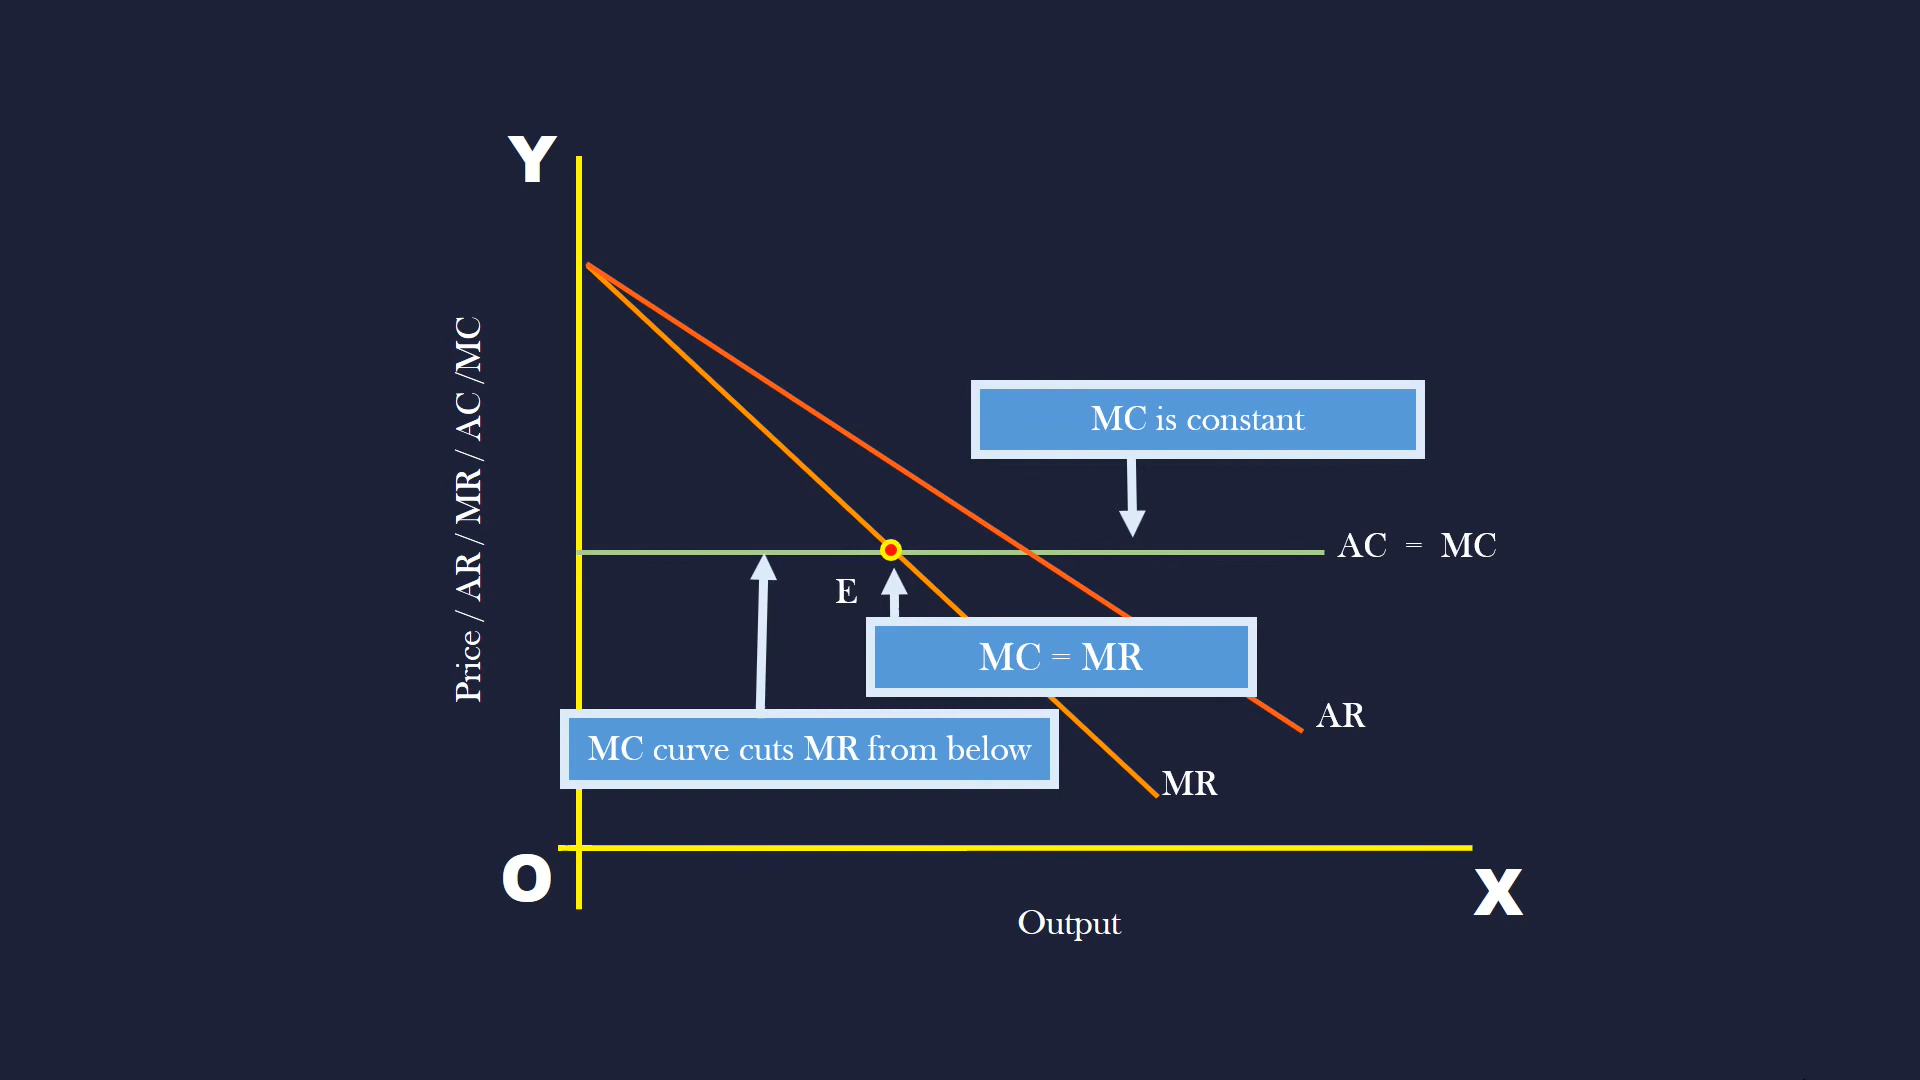 Y
Price / AR / MR / AC /MC
MC is constant
AC = MC
E
MC = MR
AR
MC curve cuts MR from below
MR
O
X
Output